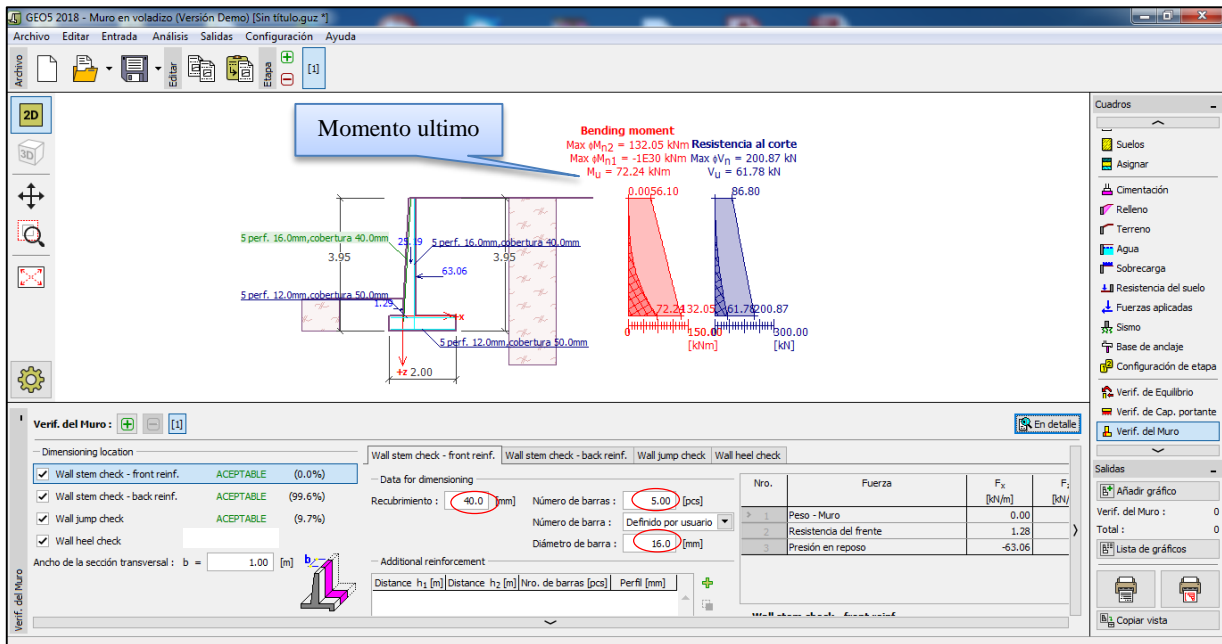 GEO5 2018 - Muro en voladizo (Versión Demo) [Sin título.guz *]
Archivo Editar Entrada Análisis Salidas Configuración Ayuda
Archivo
Editar
Etapa
[1]
2D
3D
Momento ultimo
Bending moment
Max ϕMn2 = 132.05 kNm
Max ϕMn1 = -1E30 kNm
Mu = 72.24 kNm
Resistencia al corte
Max ϕVn = 200.87 kN
Vu = 61.78 kN
0.00 56.10
86.80
5 perf. 16.0mm,cobertura 40.0mm
25.19
5 perf. 16.0mm,cobertura 40.0mm
3.95
3.95
63.06
5 perf. 12.0mm,cobertura 50.0mm
1.29
+x
72.24 132.05
61.78 200.87
5 perf. 12.0mm,cobertura 50.0mm
0
150.00
[kNm]
0
300.00
[kN]
+z
2.00
Cuadros
Suelos
Asignar
Cimentación
Relleno
Terreno
Agua
Sobrecarga
Resistencia del suelo
Fuerzas aplicadas
Sismo
Base de anclaje
Configuración de etapa
Verif. de Equilibrio
Verif. de Cap. portante
Verif. del Muro
Salidas
Añadir gráfico
Verif. del Muro : 0
Total : 0
Lista de gráficos
Copiar vista
Verif. del Muro
Verif. del Muro : [1]
En detalle
Dimensioning location
Wall stem check - front reinf. ACEPTABLE (0.0%)
Wall stem check - back reinf. ACEPTABLE (99.6%)
Wall jump check ACEPTABLE (9.7%)
Wall heel check
Ancho de la sección transversal : b = 1.00 [m]
b
Wall stem check - front reinf. Wall stem check - back reinf. Wall jump check Wall heel check
Data for dimensioning
Recubrimiento : 40.0 [mm]
Número de barras : 5.00 [pcs]
Número de barra : Definido por usuario
Diámetro de barra : 16.0 [mm]
Additional reinforcement
Distance h1 [m] Distance h2 [m] Nro. de barras [pcs] Perfil [mm]
Nro. Fuerza Fx
[kN/m] [kN/
1 Peso - Muro 0.00
2 Resistencia del frente 1.28
3 Presión en reposo -63.06